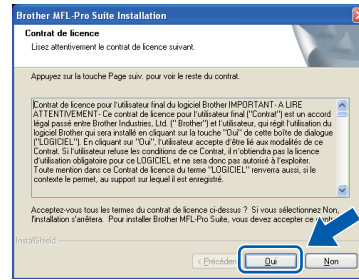 Brother MFL-Pro Suite Installation
Contrat de licence
Lisez attentivement le contrat de licence suivant.
Appuyez sur la touche Page suiv. pour voir le reste du contrat.
Contrat de licence pour l'utilisateur final du logiciel Brother IMPORTANT- A LIRE
ATTENTIVEMENT- Ce contrat de licence pour l'utilisateur final ("Contrat") est un accord
légal passé entre Brother Industries, Ltd. (" Brother") et l'utilisateur, qui régit l'utilisation du
logiciel Brother qui sera installé en cliquant sur la touche "Oui" de cette boîte de dialogue
("LOGICIEL"). En cliquant sur "Oui", l'utilisateur accepte d'être lié aux modalités de ce
Contrat. Si l'utilisateur refuse les conditions de ce Contrat, il n'obtiendra pas la licence
d'utilisation obligatoire pour ce LOGICIEL et ne sera donc pas autorisé à l'exploiter.
Toute mention dans ce Contrat de licence du terme "LOGICIEL" renverra aussi, si le
contexte le permet, au support sur lequel il est enregistré.
Acceptez-vous tous les termes du contrat de licence ci-dessus ? Si vous sélectionnez Non,
l'installation s'arrêtera. Pour installer Brother MFL-Pro Suite, vous devez accepter ce
InstallShield
< Précéden Oui Non